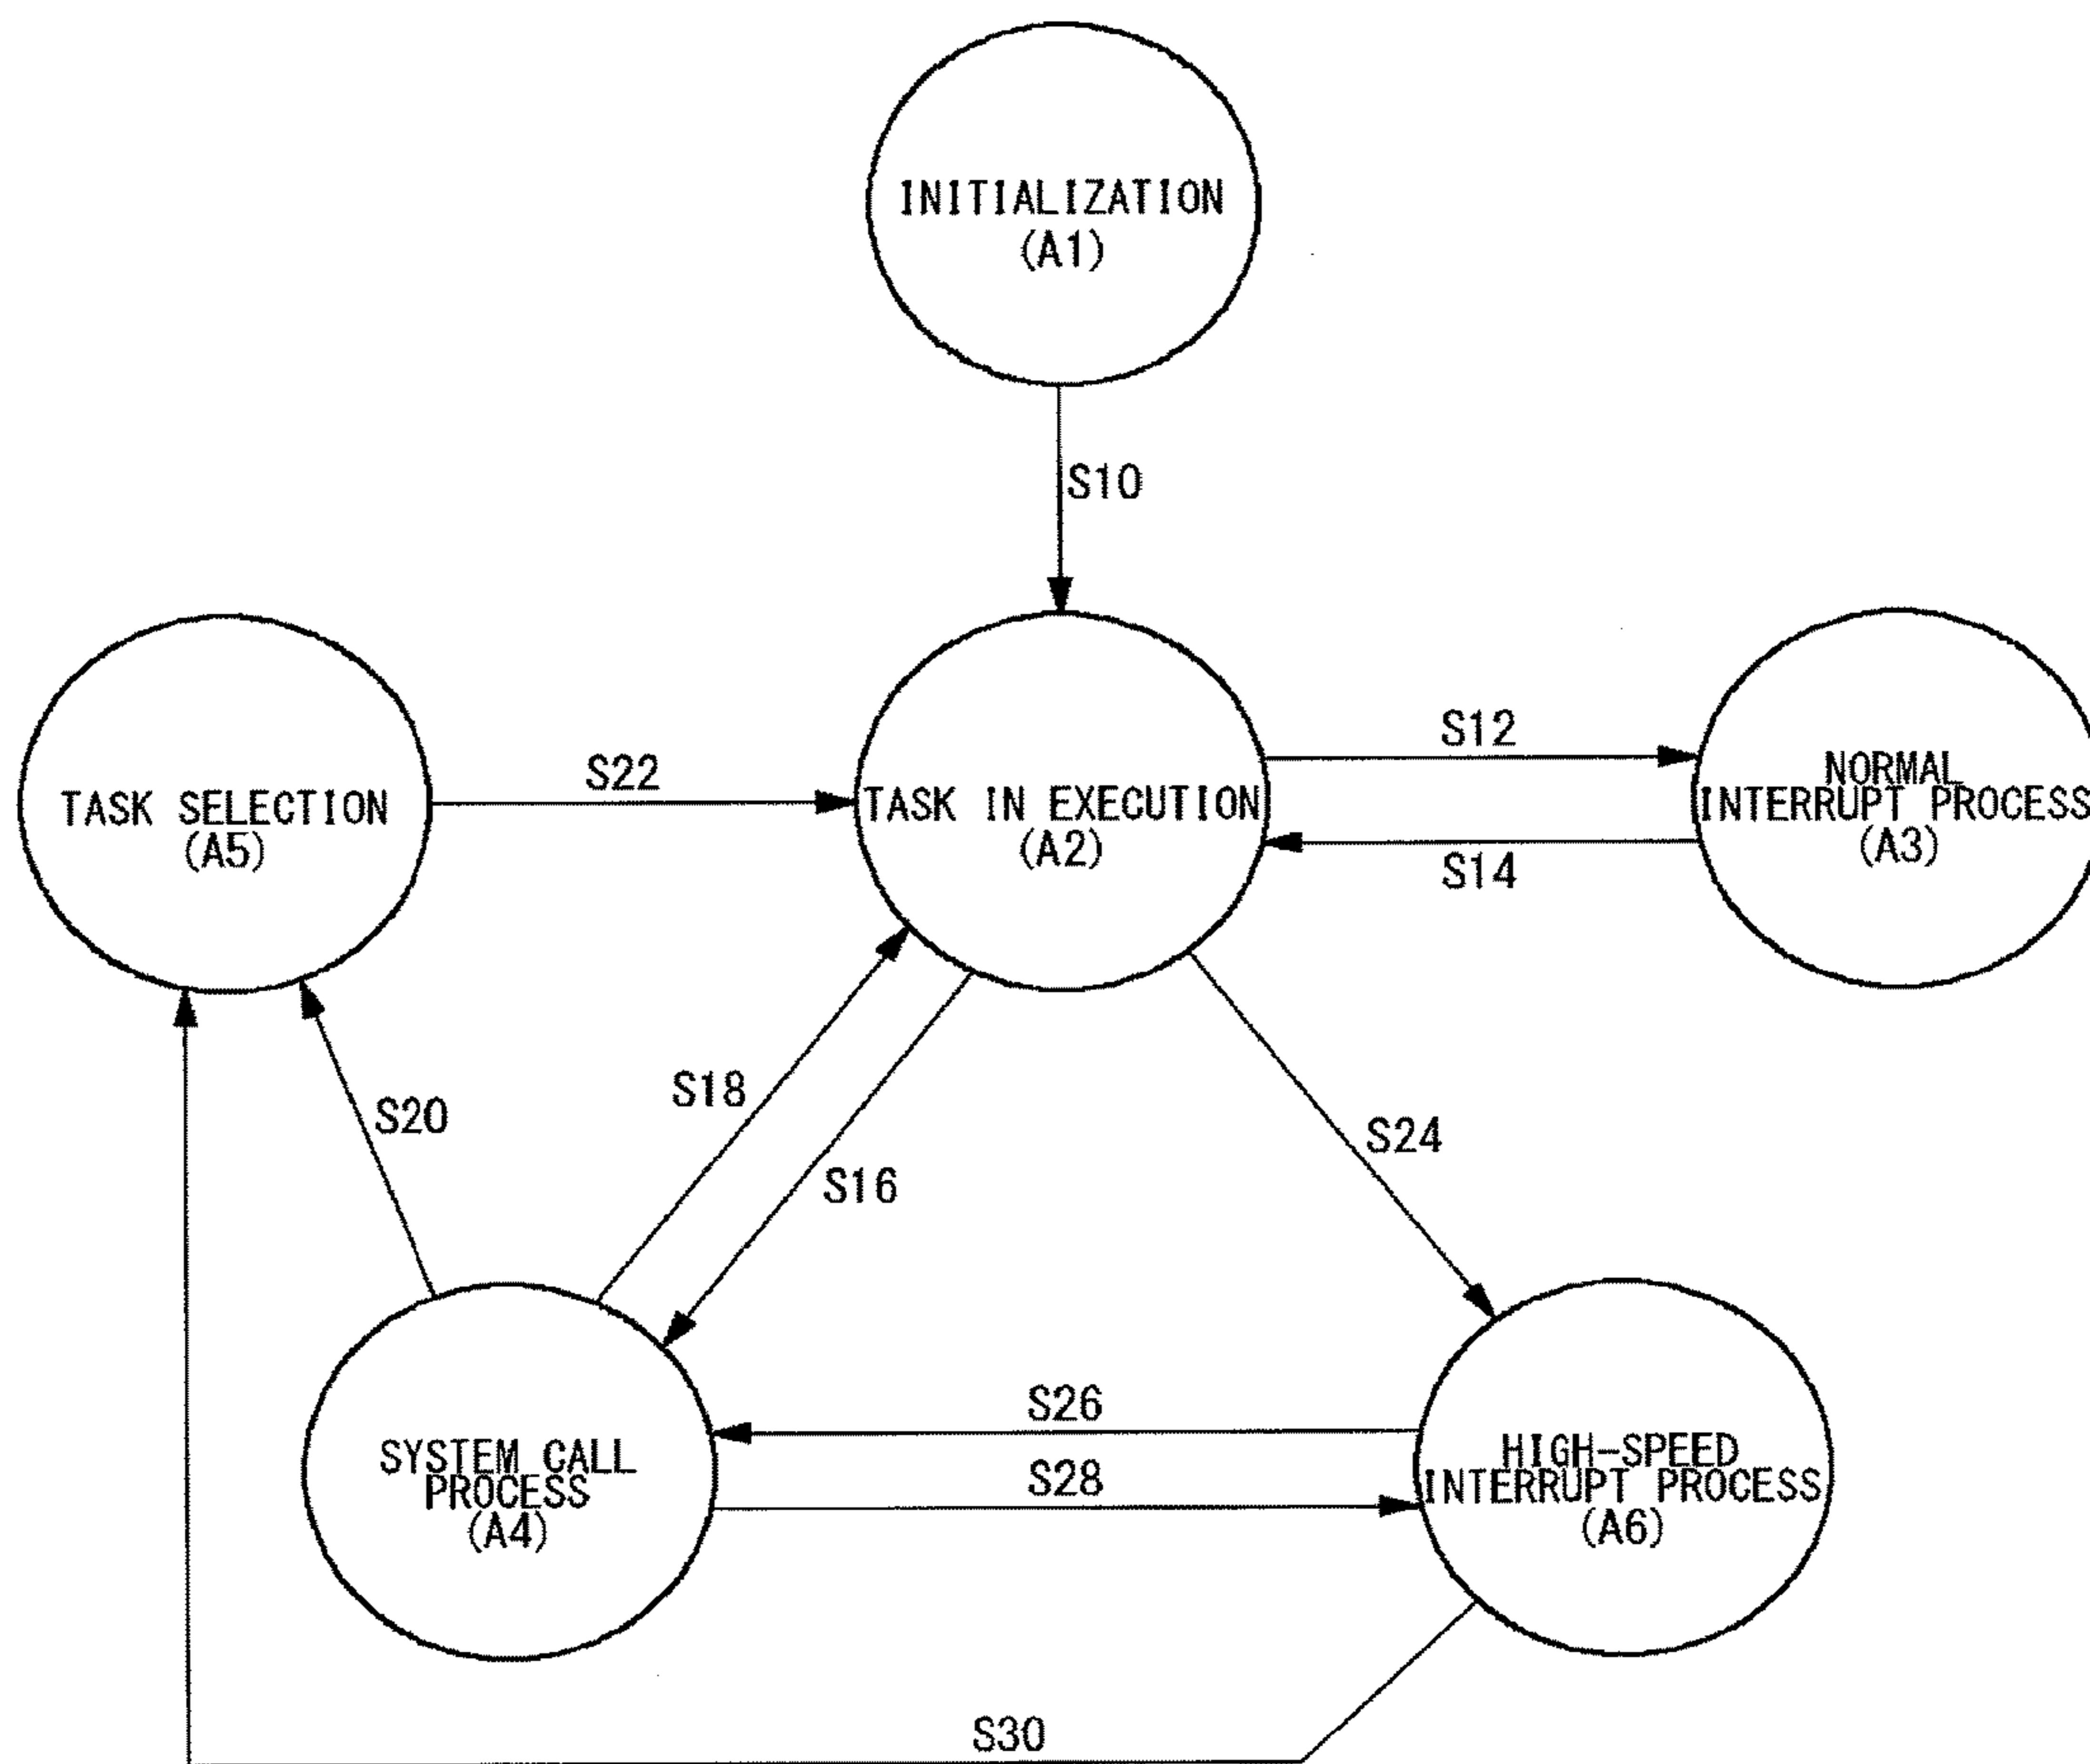 INITIALIZATION
(A1)
S10
S12
S22
NORMAL
INTERRUPT PROCESS
(A3)
TASK SELECTION
(A5)
TASK IN EXECUTION
(A2)
S14
S18
S20
S24
S16
S26
SYSTEM CALL
PROCESS
(A4)
S28
HIGH-SPEED
INTERRUPT PROCESS
(A6)
S30